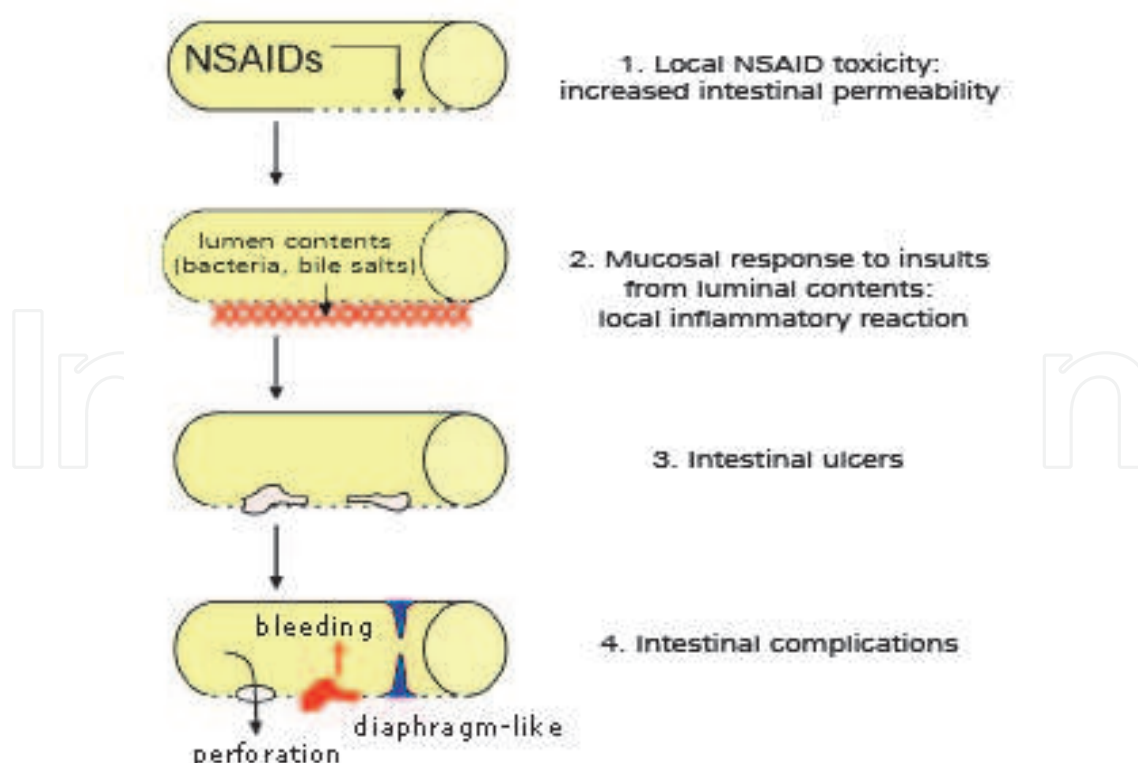 NSAIDs
1. Local NSAID toxicity:
increased intestinal permeability
lumen contents
(bacteria, bile salts)
2. Mucosal response to insults
from luminal contents:
local inflammatory reaction
3. Intestinal ulcers
bleeding
4. Intestinal complications
diaphragm-like
perforation